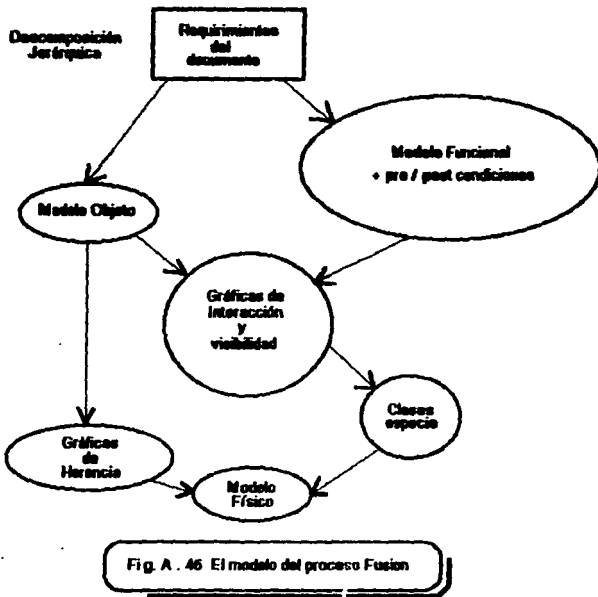 Descomposición
Jerárquica
Requirimientos
del
documento
Modelo Funcional
+ pre / post condiciones
Modelo Objeto
Gráficas de
Interacción
y
visibilidad
Clases
especie
Gráficas
de
Herencia
Modelo
Físico
Fig. A . 46 El modelo del proceso Fusion